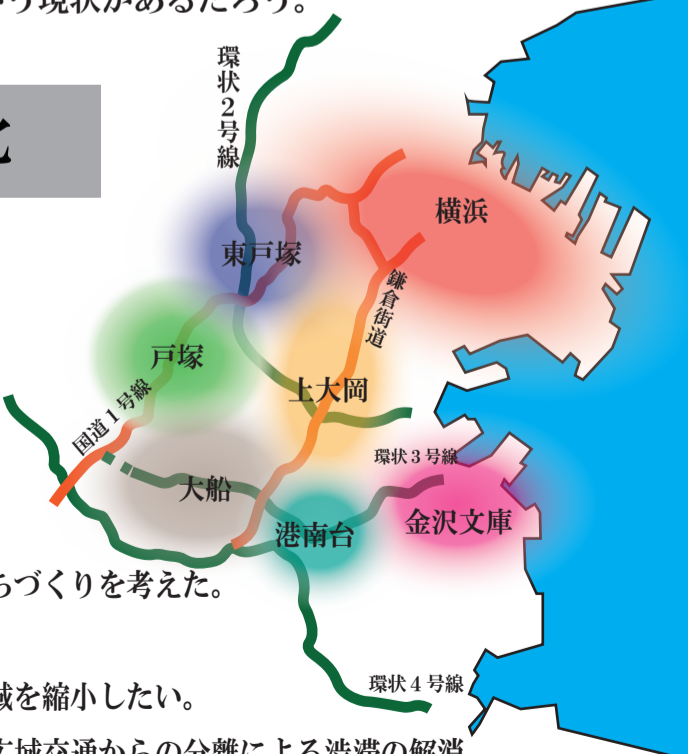 う現状があるだろう。
環状２号線
化
横浜
東戸塚
鎌倉街道
戸塚
上大岡
国道１号線
環状３号線
大船
金沢文庫
港南台
ちづくりを考えた。
環状４号線
域を縮小したい。
広域交通からの分離による渋滞の解消